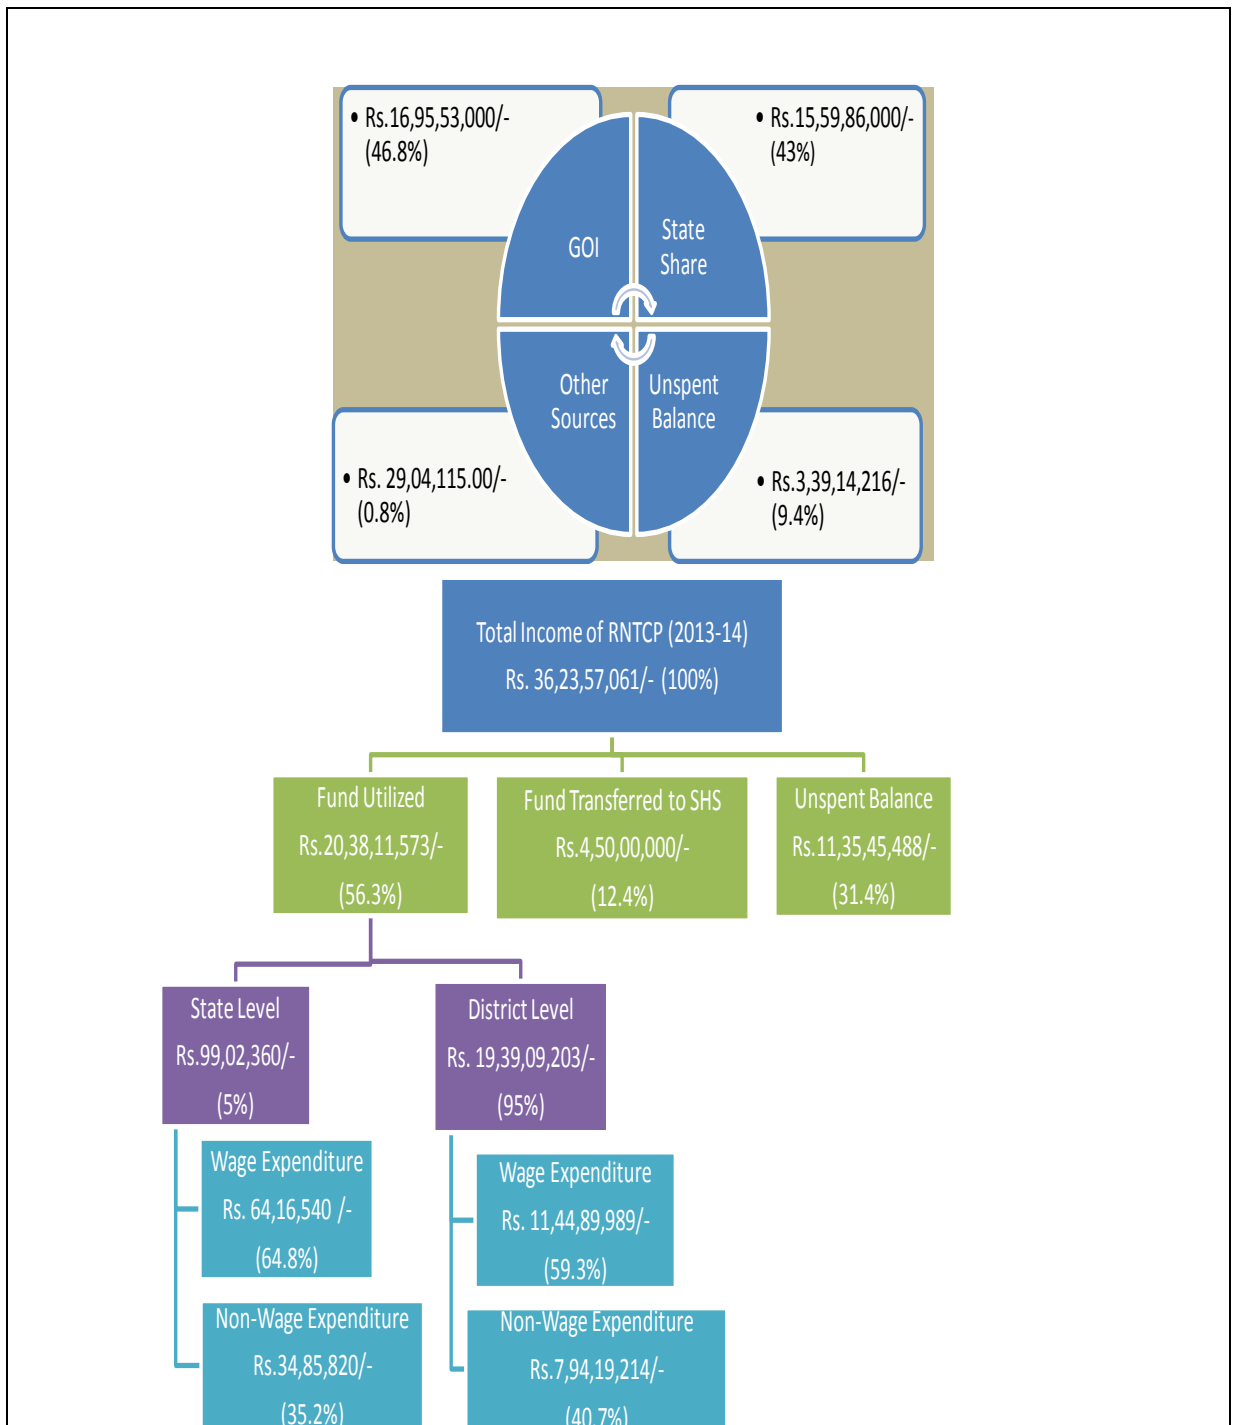 • Rs.16,95,53,000/-
(46.8%)
• Rs.15,59,86,000/-
(43%)
GOI
State
Share
Other
Sources
Unspent
Balance
• Rs. 29,04,115.00/-
(0.8%)
• Rs.3,39,14,216/-
(9.4%)
Total Income of RNTCP (2013-14)
Rs. 36,23,57,061/- (100%)
Fund Utilized
Rs.20,38,11,573/-
(56.3%)
Fund Transferred to SHS
Rs.4,50,00,000/-
(12.4%)
Unspent Balance
Rs.11,35,45,488/-
(31.4%)
State Level
Rs.99,02,360/-
(5%)
District Level
Rs. 19,39,09,203/-
(95%)
Wage Expenditure
Rs. 64,16,540 /-
(64.8%)
Wage Expenditure
Rs. 11,44,89,989/-
(59.3%)
Non-Wage Expenditure
Rs.34,85,820/-
(35.2%)
Non-Wage Expenditure
Rs.7,94,19,214/-
(40.7%)